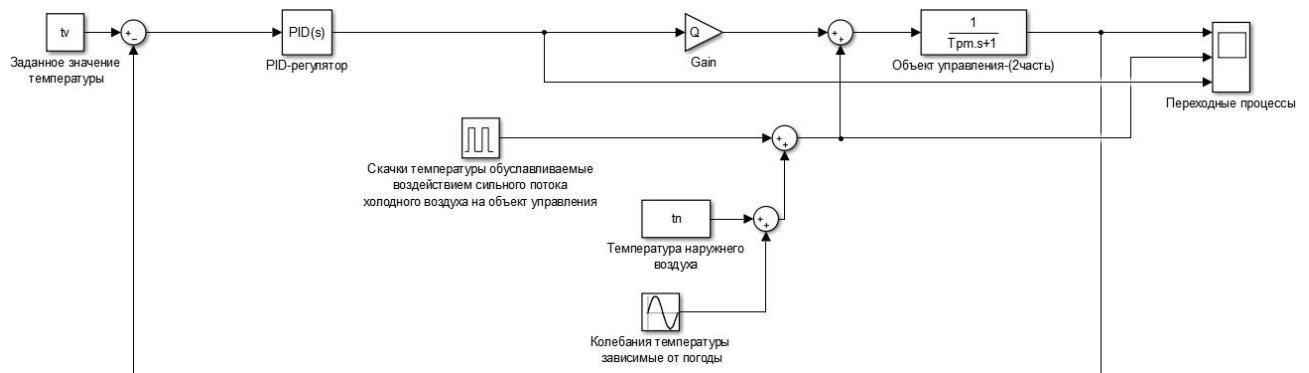 tv
Заданное значение
температуры
PID(s)
PID-регулятор
Q
Gain
1
Tpm.s+1
Объект управления-(2часть)
Переходные процессы
Скачки температуры обуславливаемые
воздействием сильного потока
холодного воздуха на объект управления
tn
Температура наружнего
воздуха
Колебания температуры
зависимые от погоды